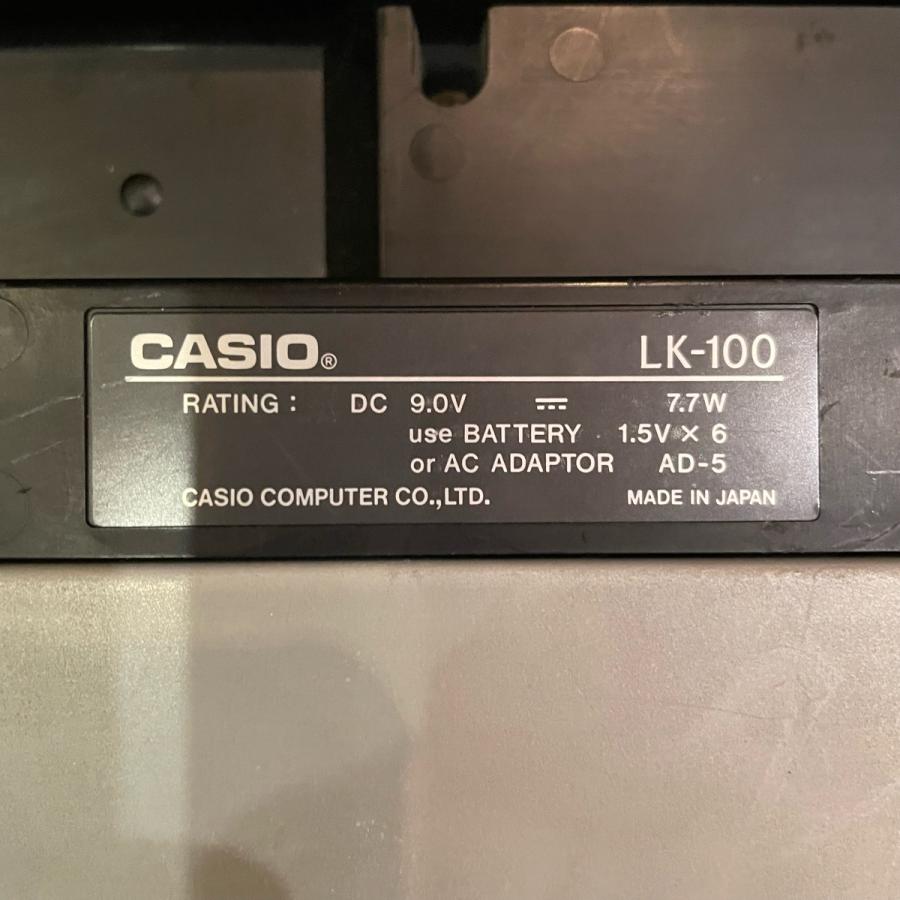 CASIO® LK-100
RATING : DC 9.0V ⎓ 7.7W
use BATTERY 1.5V × 6
or AC ADAPTOR AD-5
CASIO COMPUTER CO.,LTD. MADE IN JAPAN